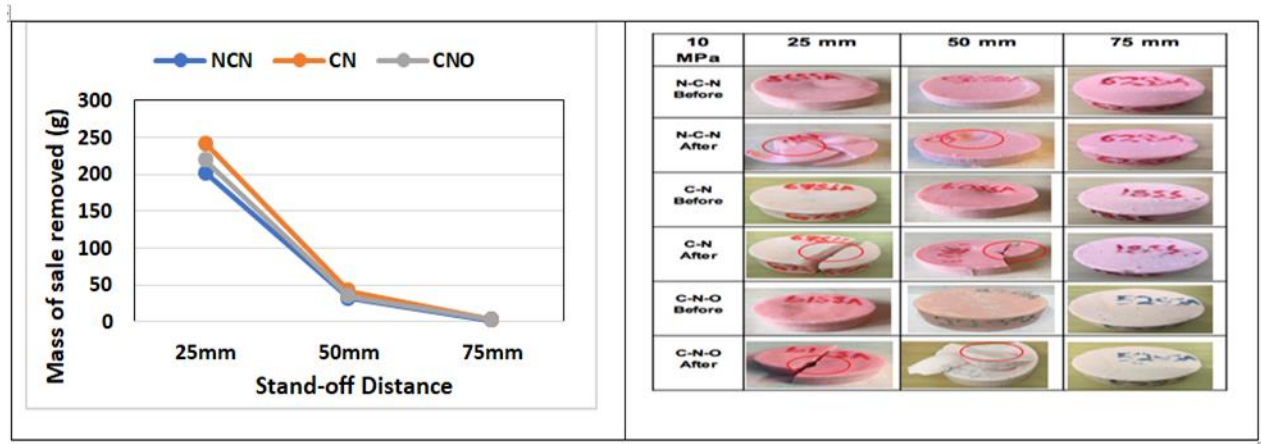 NCN CN CNO
300
250
200
150
100
50
0
Mass of sale removed (g)
25mm 50mm 75mm
Stand-off Distance
10 MPa 25 mm 50 mm 75 mm
N-C-N Before
N-C-N After
C-N Before
C-N After
C-N-O Before
C-N-O After